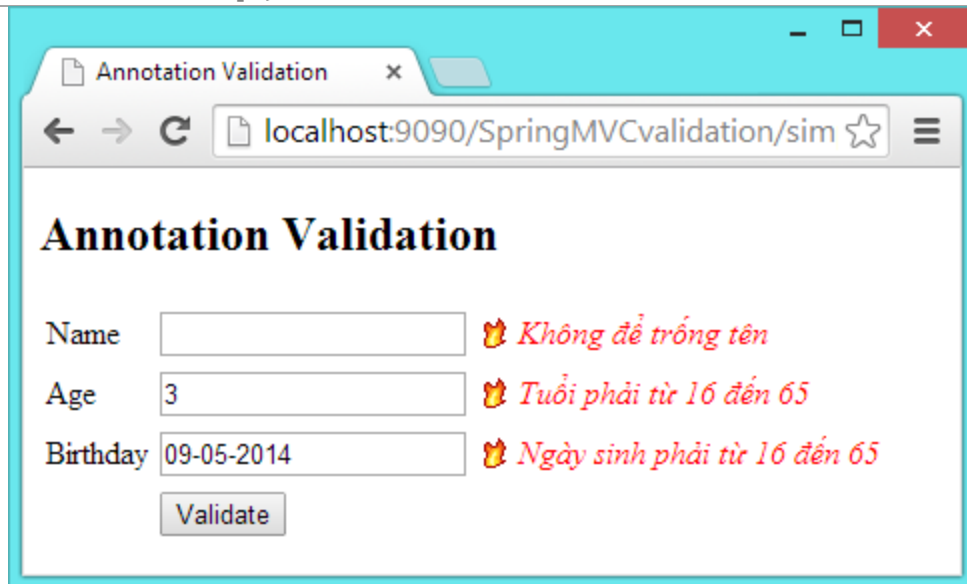 Annotation Validation
localhost:9090/SpringMVCvalidation/sim
Annotation Validation
Name Không để trống tên
Age 3 Tuổi phải từ 16 đến 65
Birthday 09-05-2014 Ngày sinh phải từ 16 đến 65
Validate